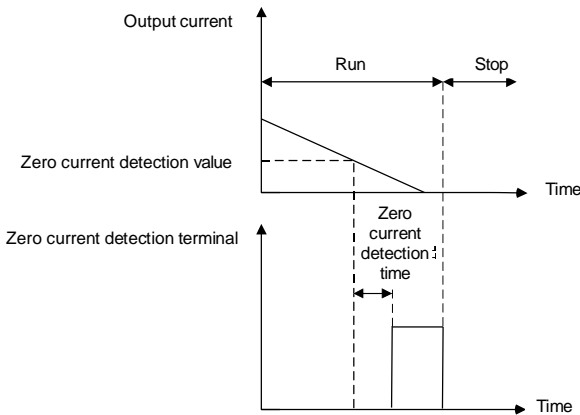 Output current
Run
Stop
Zero current detection value
Time
Zero current detection terminal
Zero
current
detection
time
Time